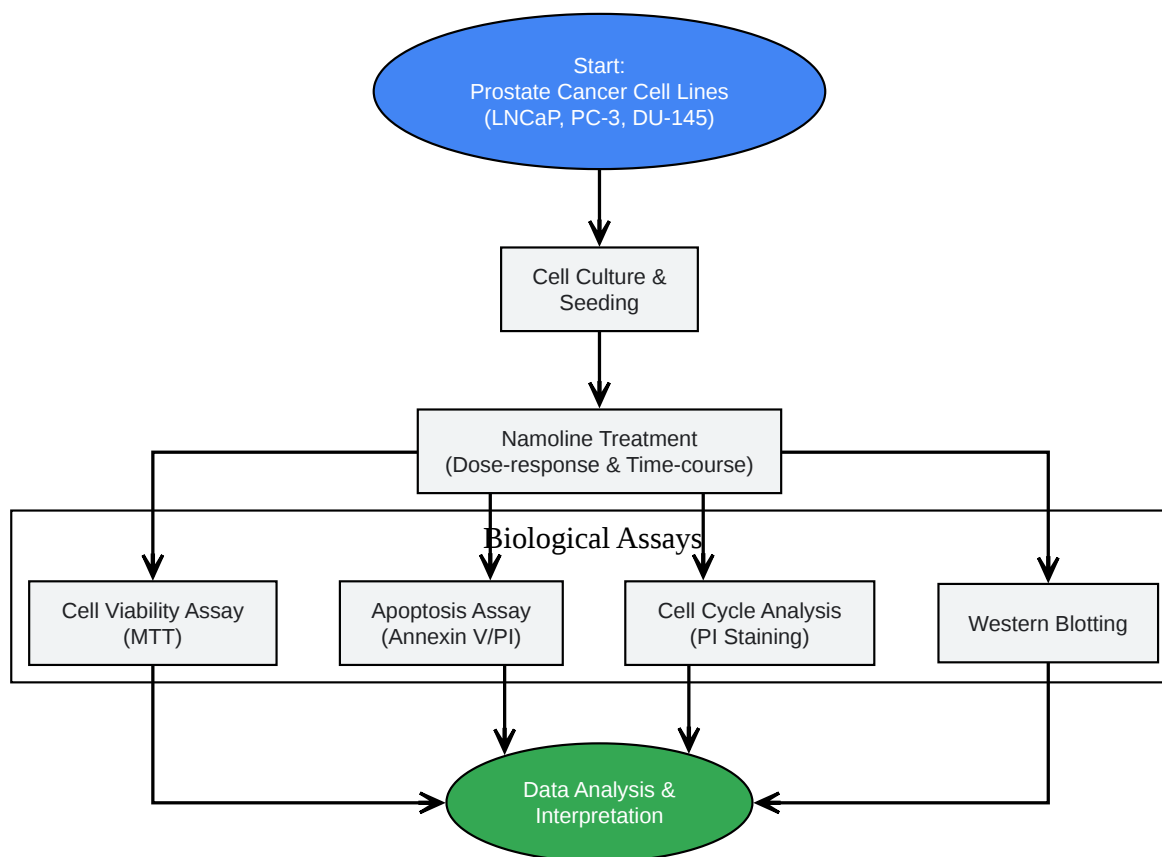 Start:
Prostate Cancer Cell Lines
(LNCaP, PC-3, DU-145)
Cell Culture &
Seeding
Namoline Treatment
(Dose-response & Time-course)
Biological Assays
Cell Viability Assay
(MTT)
Apoptosis Assay
(Annexin V/PI)
Cell Cycle Analysis
(PI Staining)
Western Blotting
Data Analysis &
Interpretation